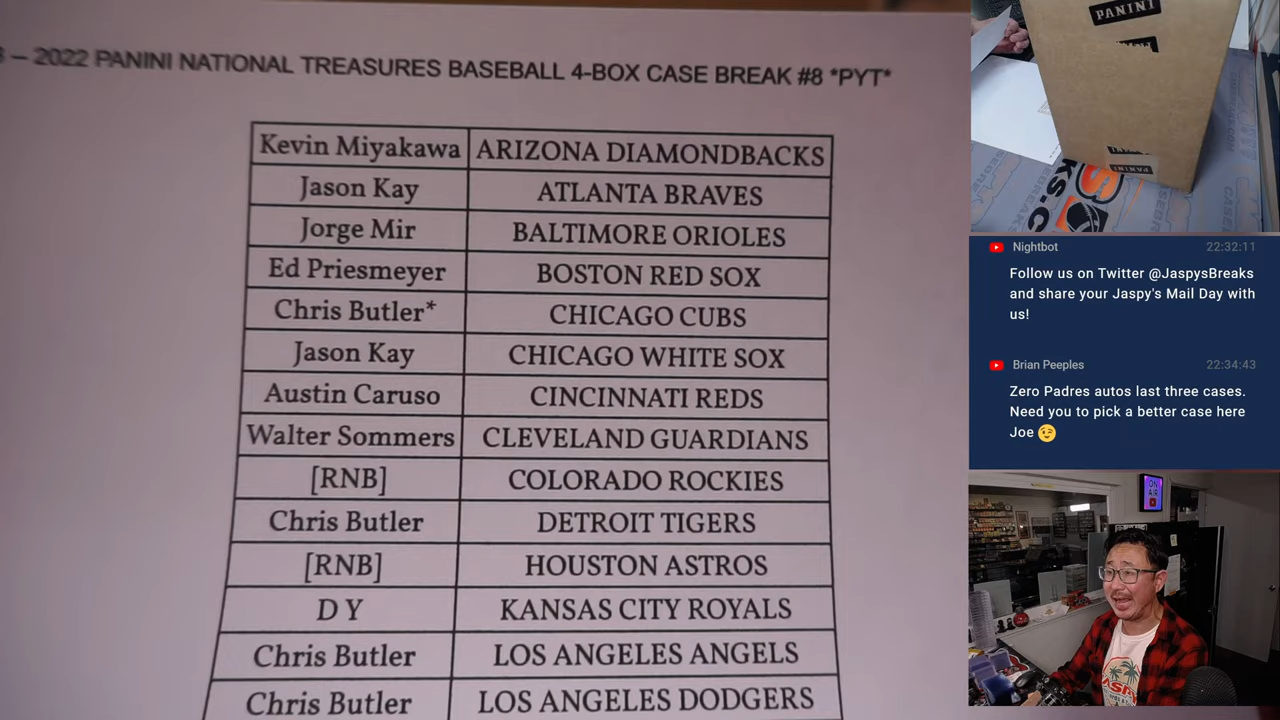 – 2022 PANINI NATIONAL TREASURES BASEBALL 4-BOX CASE BREAK #8 *PYT*
Kevin Miyakawa ARIZONA DIAMONDBACKS
Jason Kay ATLANTA BRAVES
Jorge Mir BALTIMORE ORIOLES
Ed Priesmeyer BOSTON RED SOX
Chris Butler* CHICAGO CUBS
Jason Kay CHICAGO WHITE SOX
Austin Caruso CINCINNATI REDS
Walter Sommers CLEVELAND GUARDIANS
[RNB] COLORADO ROCKIES
Chris Butler DETROIT TIGERS
[RNB] HOUSTON ASTROS
D Y KANSAS CITY ROYALS
Chris Butler LOS ANGELES ANGELS
Chris Butler LOS ANGELES DODGERS
PANINI
PANINI
Nightbot 22:32:11
Follow us on Twitter @JaspysBreaks
and share your Jaspy's Mail Day with
us!
Brian Peeples 22:34:43
Zero Padres autos last three cases.
Need you to pick a better case here
Joe 😉
ON
AIR